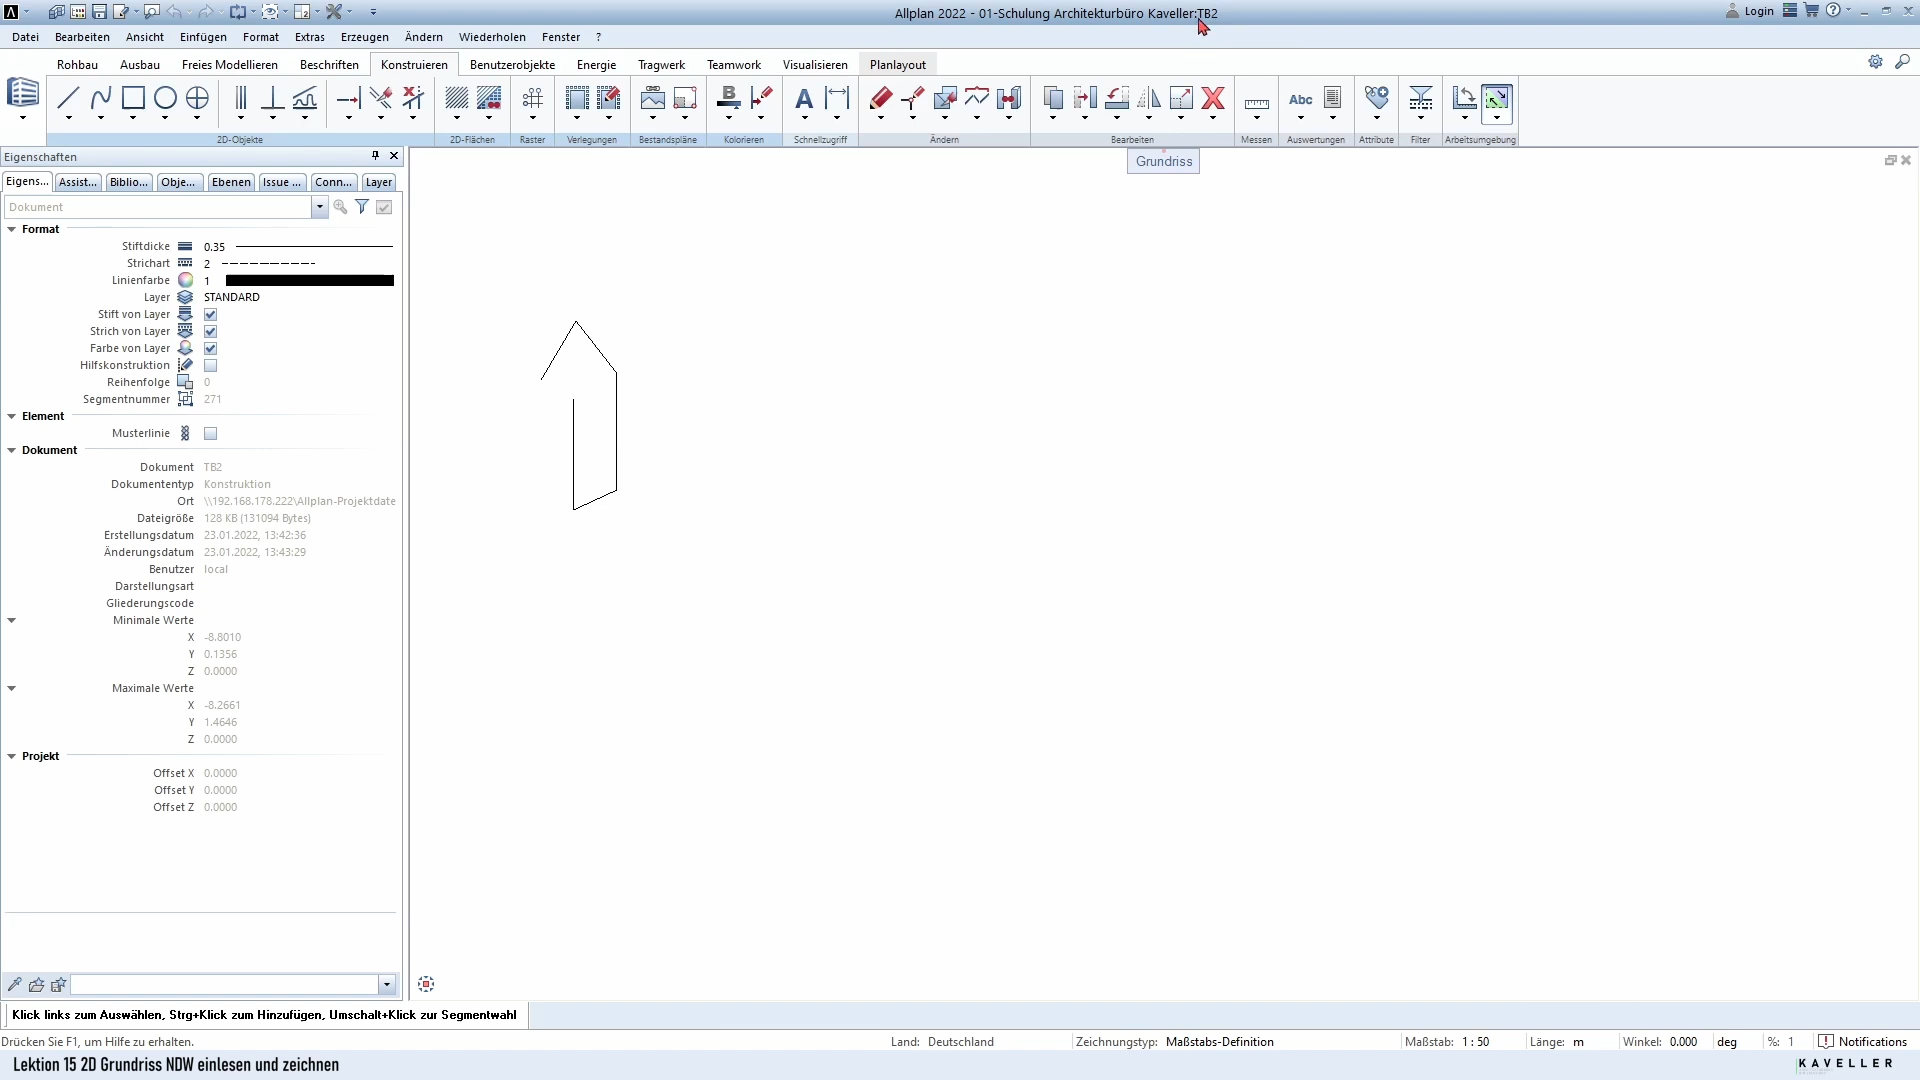 Allplan 2022 - 01-Schulung Architekturbüro Kaveller:TB2
Login
Datei Bearbeiten Ansicht Einfügen Format Extras Erzeugen Ändern Wiederholen Fenster ?
Rohbau Ausbau Freies Modellieren Beschriften Konstruieren Benutzerobjekte Energie Tragwerk Teamwork Visualisieren Planlayout
2D-Objekte 2D-Flächen Raster Verlegungen Bestandspläne Kolorieren Schnellzugriff Ändern Bearbeiten Messen Auswertungen Attribute Filter Arbeitsumgebung
Abc
Eigenschaften
Grundriss
Eigens... Assist... Biblio... Obje... Ebenen Issue ... Conn... Layer
Dokument
Format
Stiftdicke 0.35
Strichart 2
Linienfarbe 1
Layer STANDARD
Stift von Layer
Strich von Layer
Farbe von Layer
Hilfskonstruktion
Reihenfolge 0
Segmentnummer 271
Element
Musterlinie
Dokument
Dokument TB2
Dokumententyp Konstruktion
Ort \\192.168.178.222\Allplan-Projektdate
Dateigröße 128 KB (131094 Bytes)
Erstellungsdatum 23.01.2022, 13:42:36
Änderungsdatum 23.01.2022, 13:43:29
Benutzer local
Darstellungsart
Gliederungscode
Minimale Werte
X -8.8010
Y 0.1356
Z 0.0000
Maximale Werte
X -8.2661
Y 1.4646
Z 0.0000
Projekt
Offset X 0.0000
Offset Y 0.0000
Offset Z 0.0000
Klick links zum Auswählen, Strg+Klick zum Hinzufügen, Umschalt+Klick zur Segmentwahl
Drücken Sie F1, um Hilfe zu erhalten.
Land: Deutschland Zeichnungstyp: Maßstabs-Definition Maßstab: 1 : 50 Länge: m Winkel: 0.000 deg %: 1 Notifications
Lektion 15 2D Grundriss NDW einlesen und zeichnen
KAVELLER